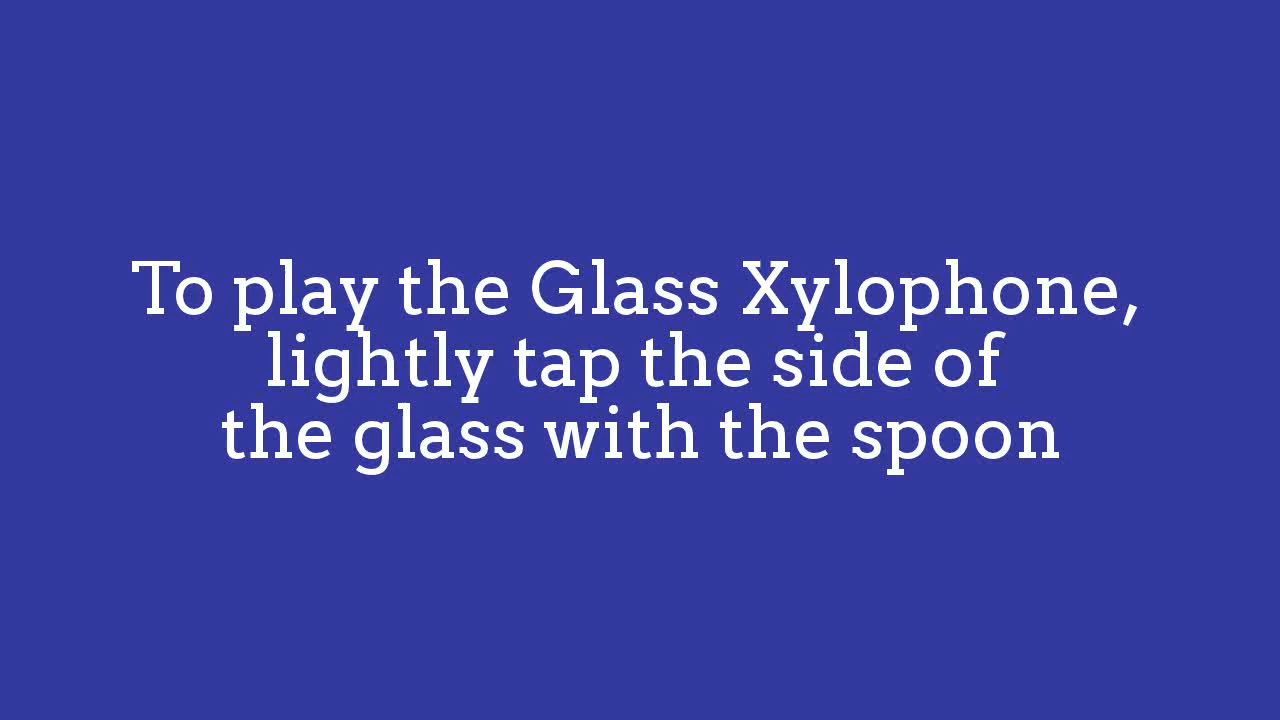 To play the Glass Xylophone,
lightly tap the side of
the glass with the spoon